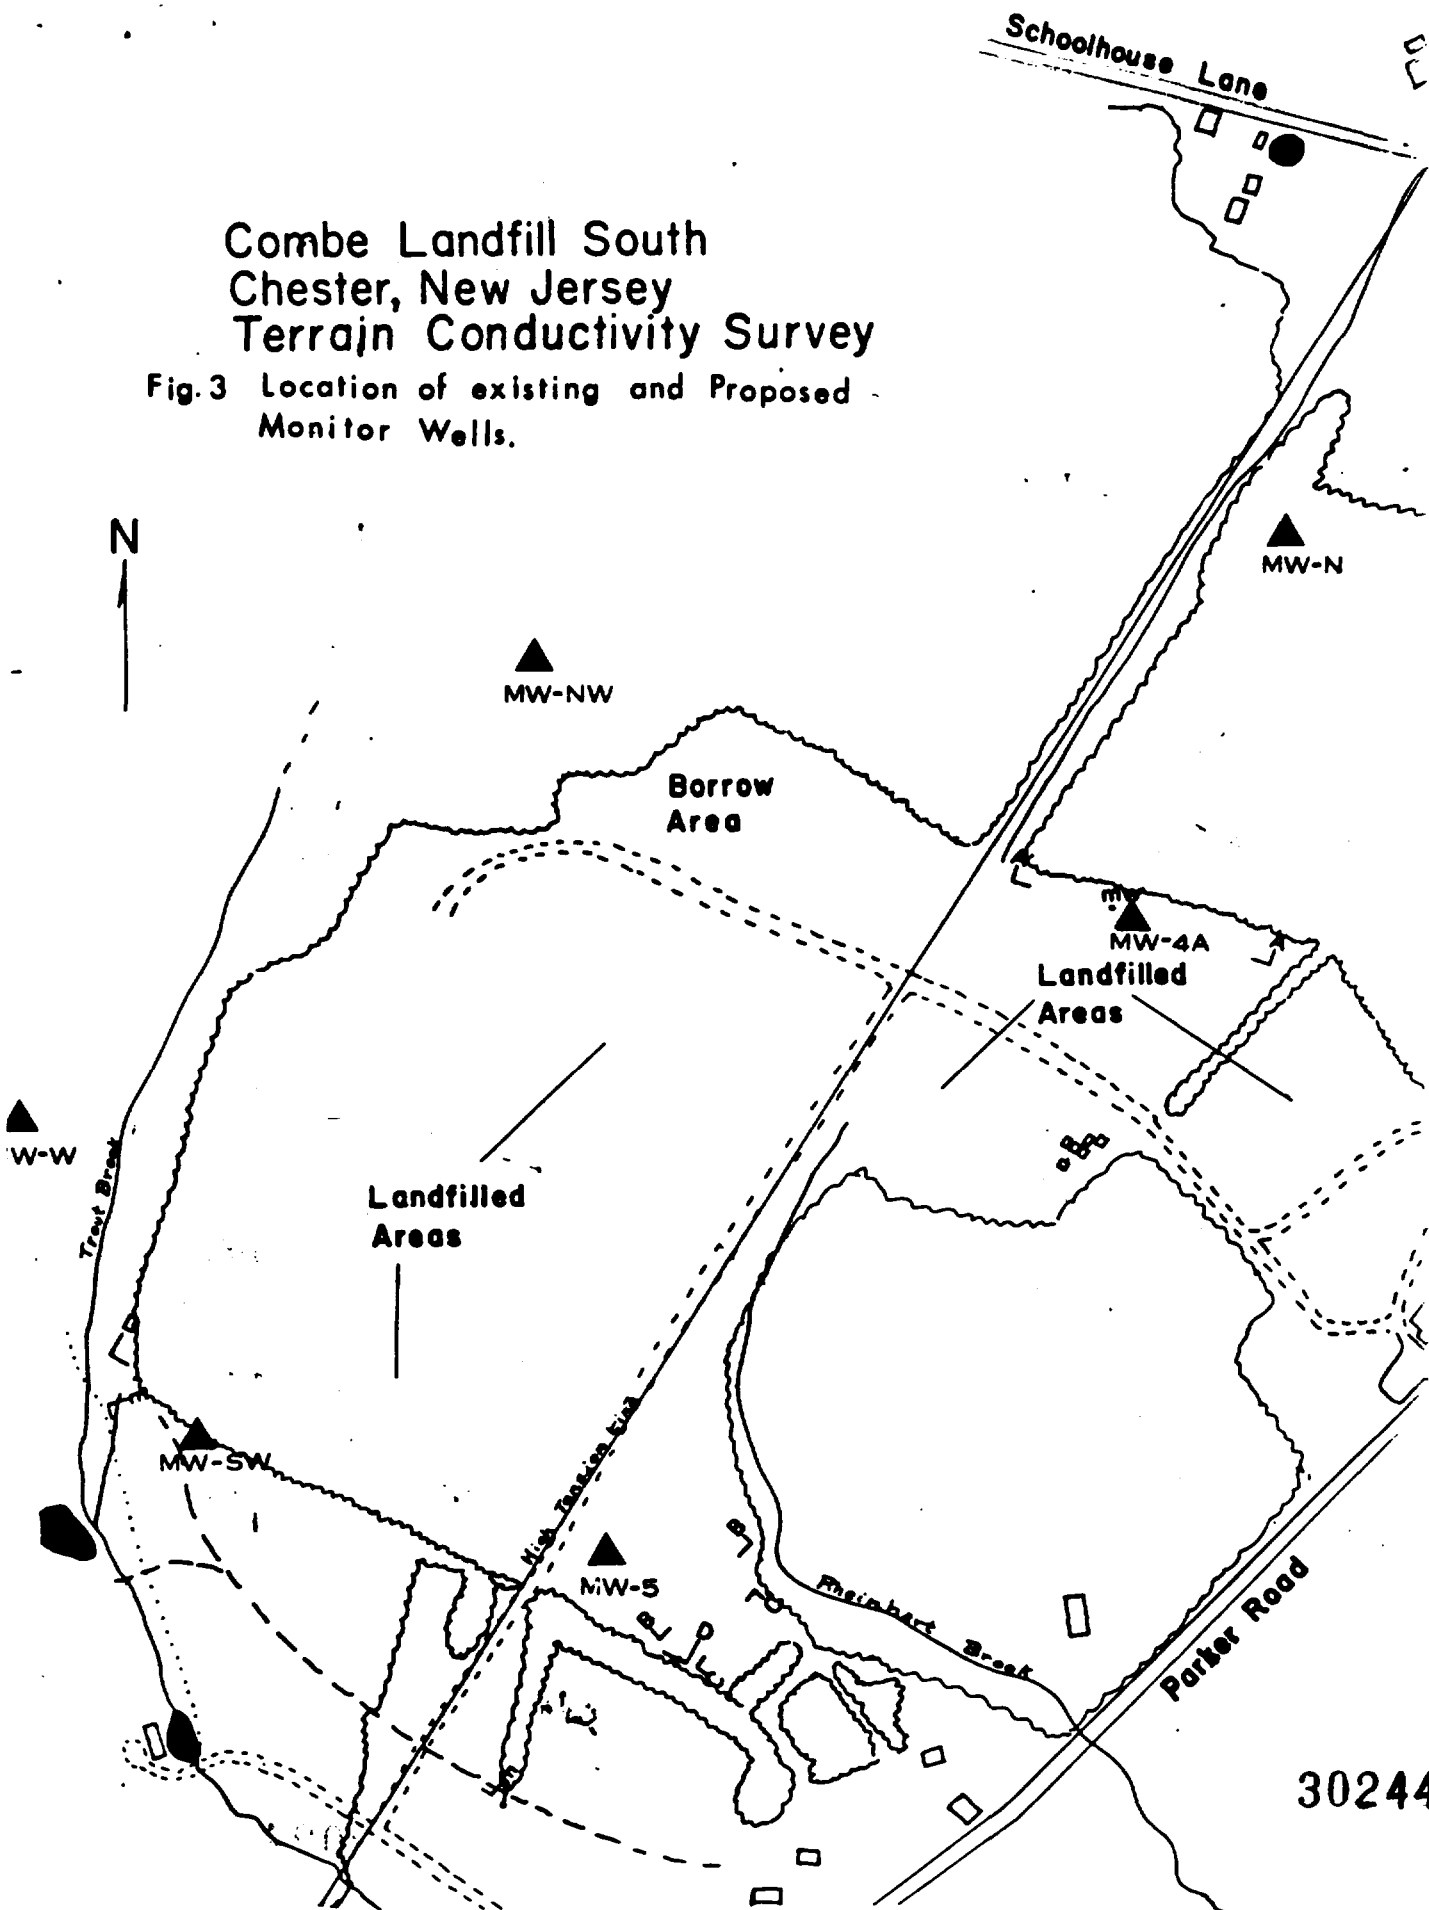 Schoolhouse Lane
Combe Landfill South
Chester, New Jersey
Terrain Conductivity Survey
Fig. 3 Location of existing and Proposed
Monitor Wells.
N
MW-N
MW-NW
Borrow
Area
A
MW-4A
A
Landfilled
Areas
W-W
Trout Brook
Landfilled
Areas
D
MW-SW
High Tension Line
MW-5
B
C
B
D
C
Rheinhart Brook
Parker Road
30244